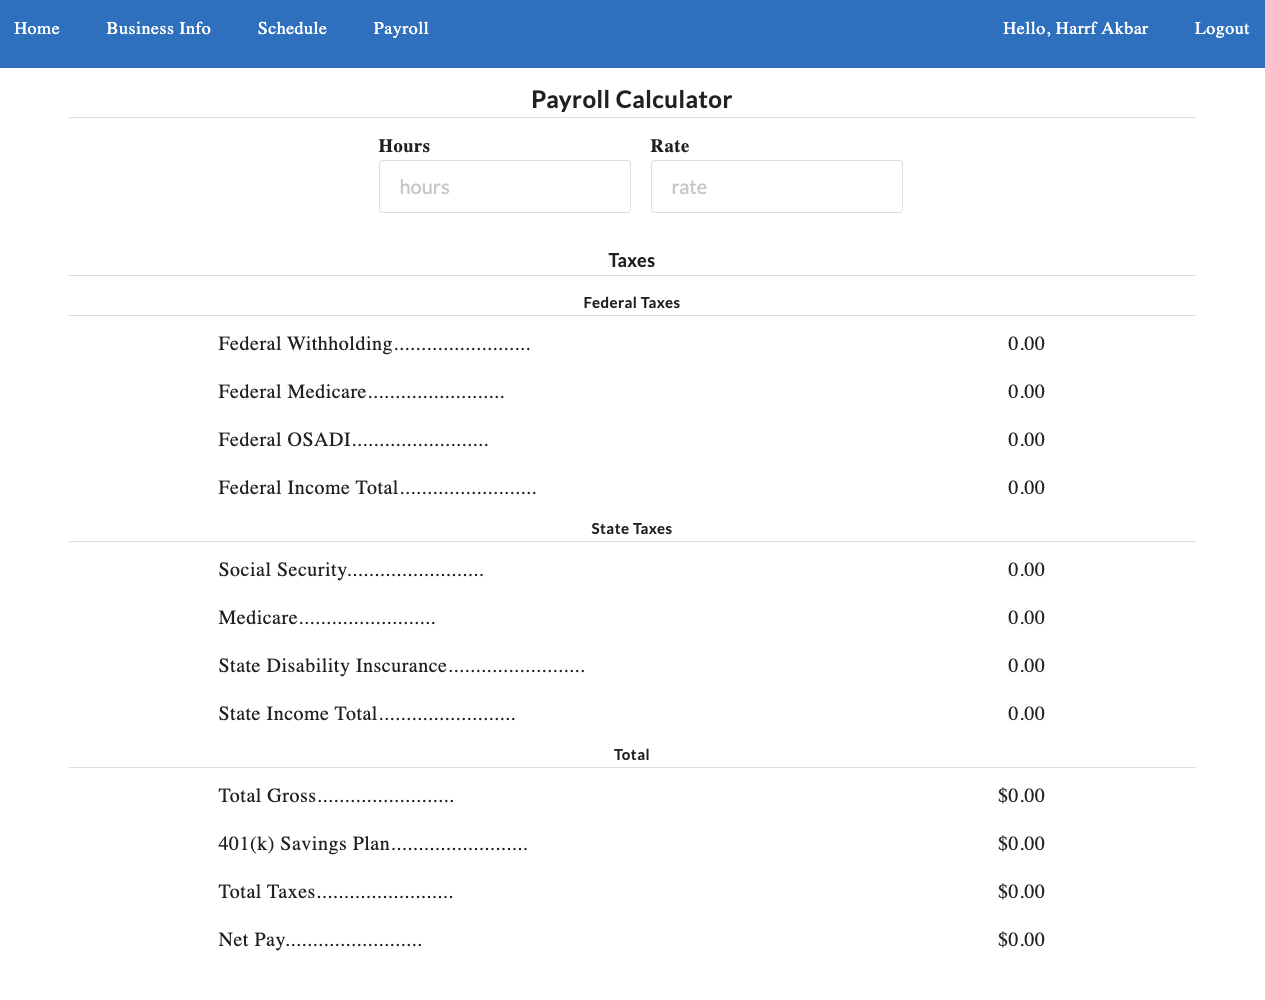 Home Business Info Schedule Payroll Hello, Harrf Akbar Logout
Payroll Calculator
Hours Rate
hours rate
Taxes
Federal Taxes
Federal Withholding......................... 0.00
Federal Medicare......................... 0.00
Federal OSADI......................... 0.00
Federal Income Total......................... 0.00
State Taxes
Social Security......................... 0.00
Medicare......................... 0.00
State Disability Inscurance......................... 0.00
State Income Total......................... 0.00
Total
Total Gross......................... $0.00
401(k) Savings Plan......................... $0.00
Total Taxes......................... $0.00
Net Pay......................... $0.00